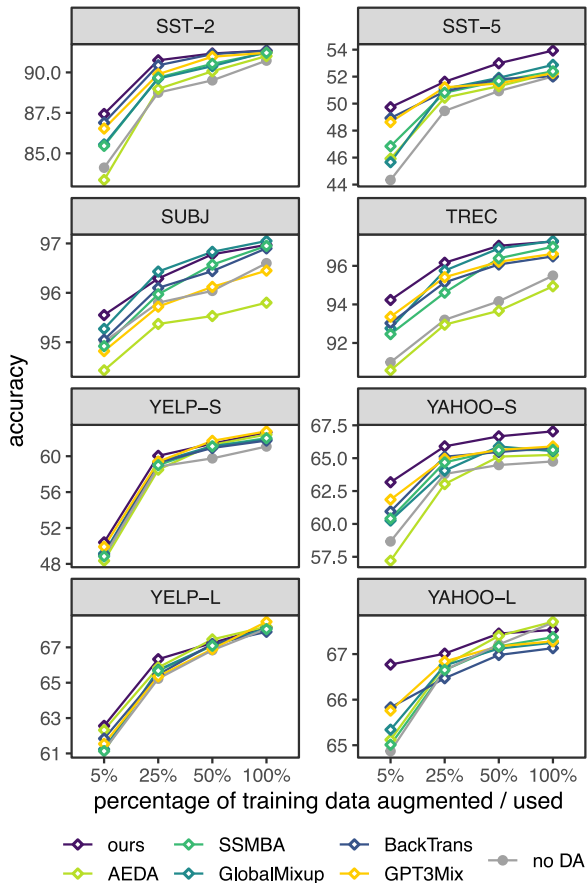 SST-2
SST-5
90.0
87.5
85.0
54
52
50
48
46
44
SUBJ
TREC
97
96
95
96
94
92
accuracy
YELP-S
YAHOO-S
60
56
52
48
67.5
65.0
62.5
60.0
57.5
YELP-L
YAHOO-L
67
65
63
61
67
66
65
5% 25% 50% 100%
5% 25% 50% 100%
percentage of training data augmented / used
ours SSMBA BackTrans no DA
AEDA GlobalMixup GPT3Mix